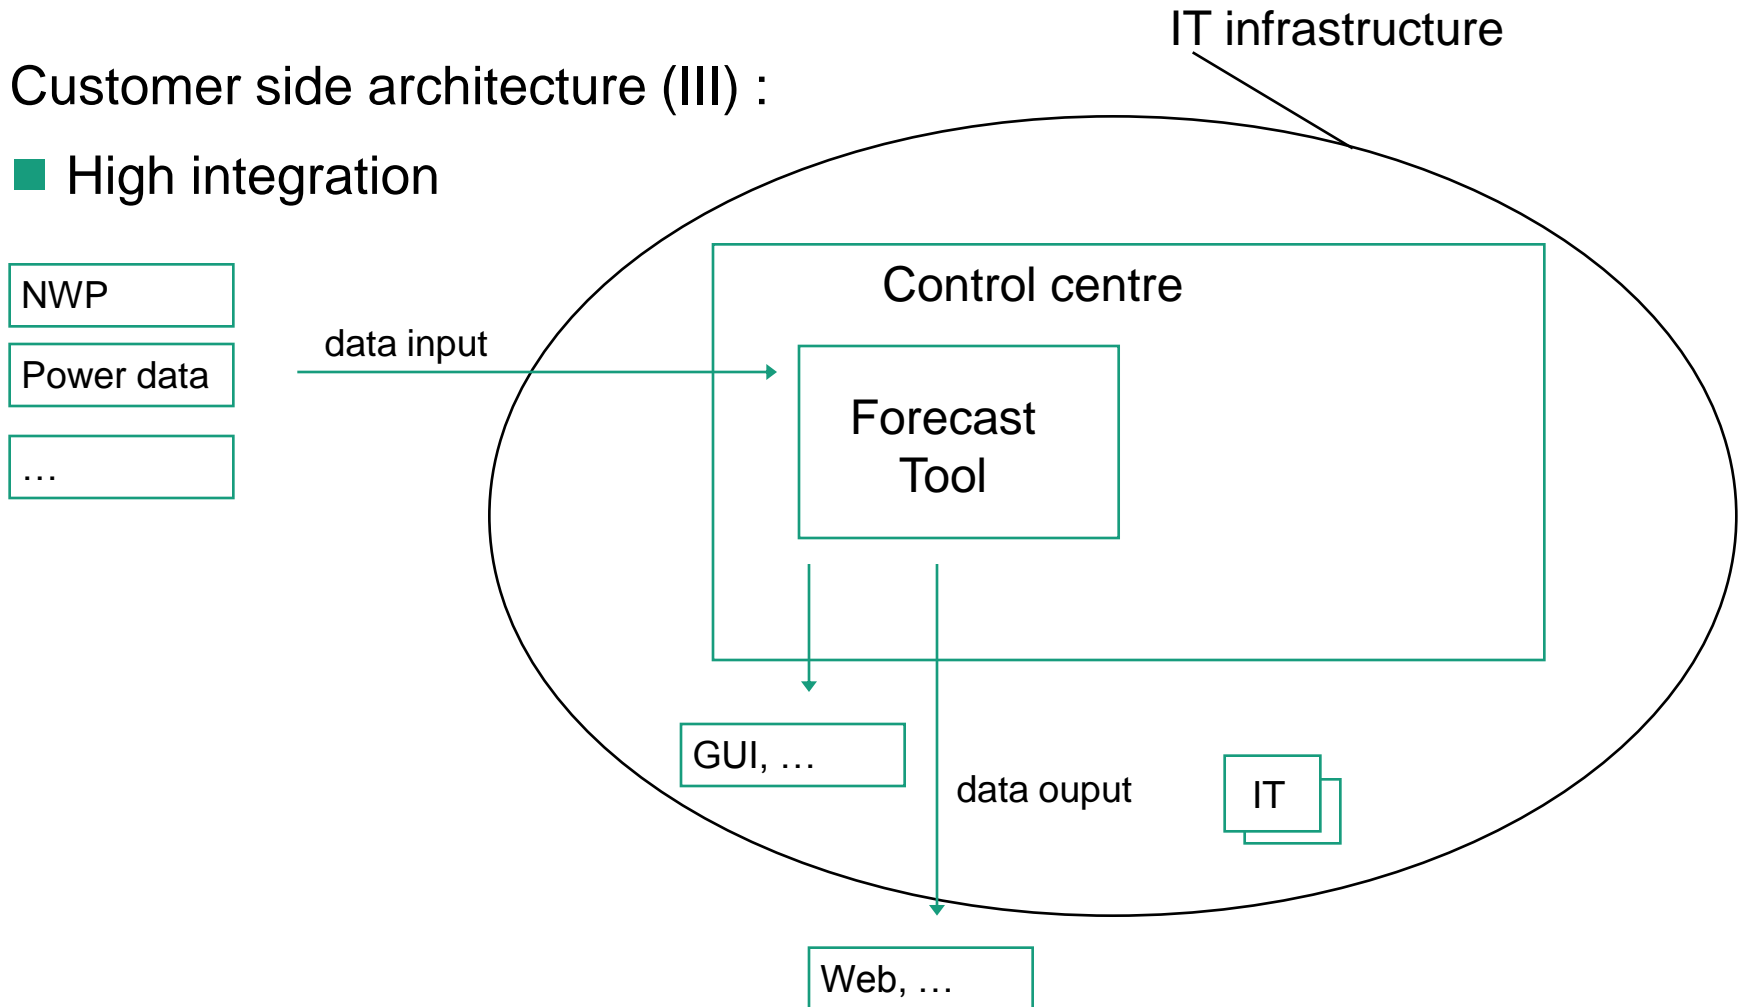 IT infrastructure
Customer side architecture (III) :
High integration
NWP
Power data
…
data input
Control centre
Forecast
Tool
GUI, …
data ouput
IT
Web, …